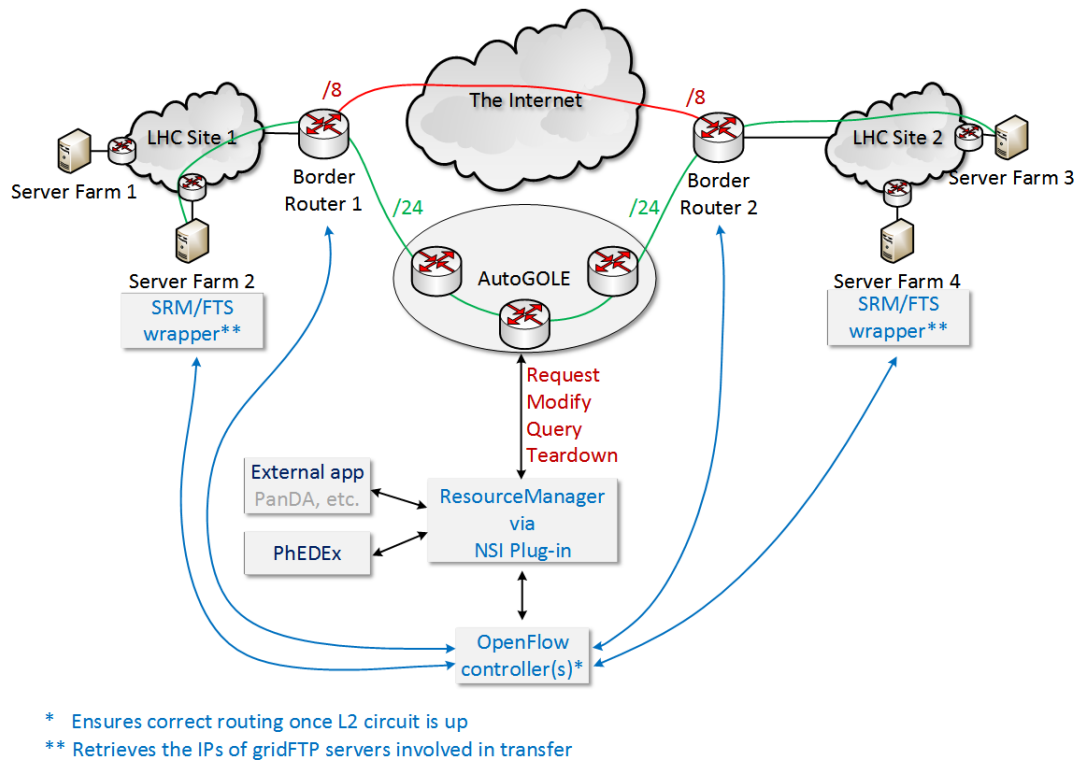 The Internet
/8
/8
LHC Site 1
LHC Site 2
Server Farm 1
Border
Router 1
Border
Router 2
Server Farm 3
/24
/24
AutoGOLE
Server Farm 2
SRM/FTS
wrapper**
Server Farm 4
SRM/FTS
wrapper**
Request
Modify
Query
Teardown
External app
PanDA, etc.
ResourceManager
via
NSI Plug-in
PhEDEx
OpenFlow
controller(s)*
* Ensures correct routing once L2 circuit is up
** Retrieves the IPs of gridFTP servers involved in transfer